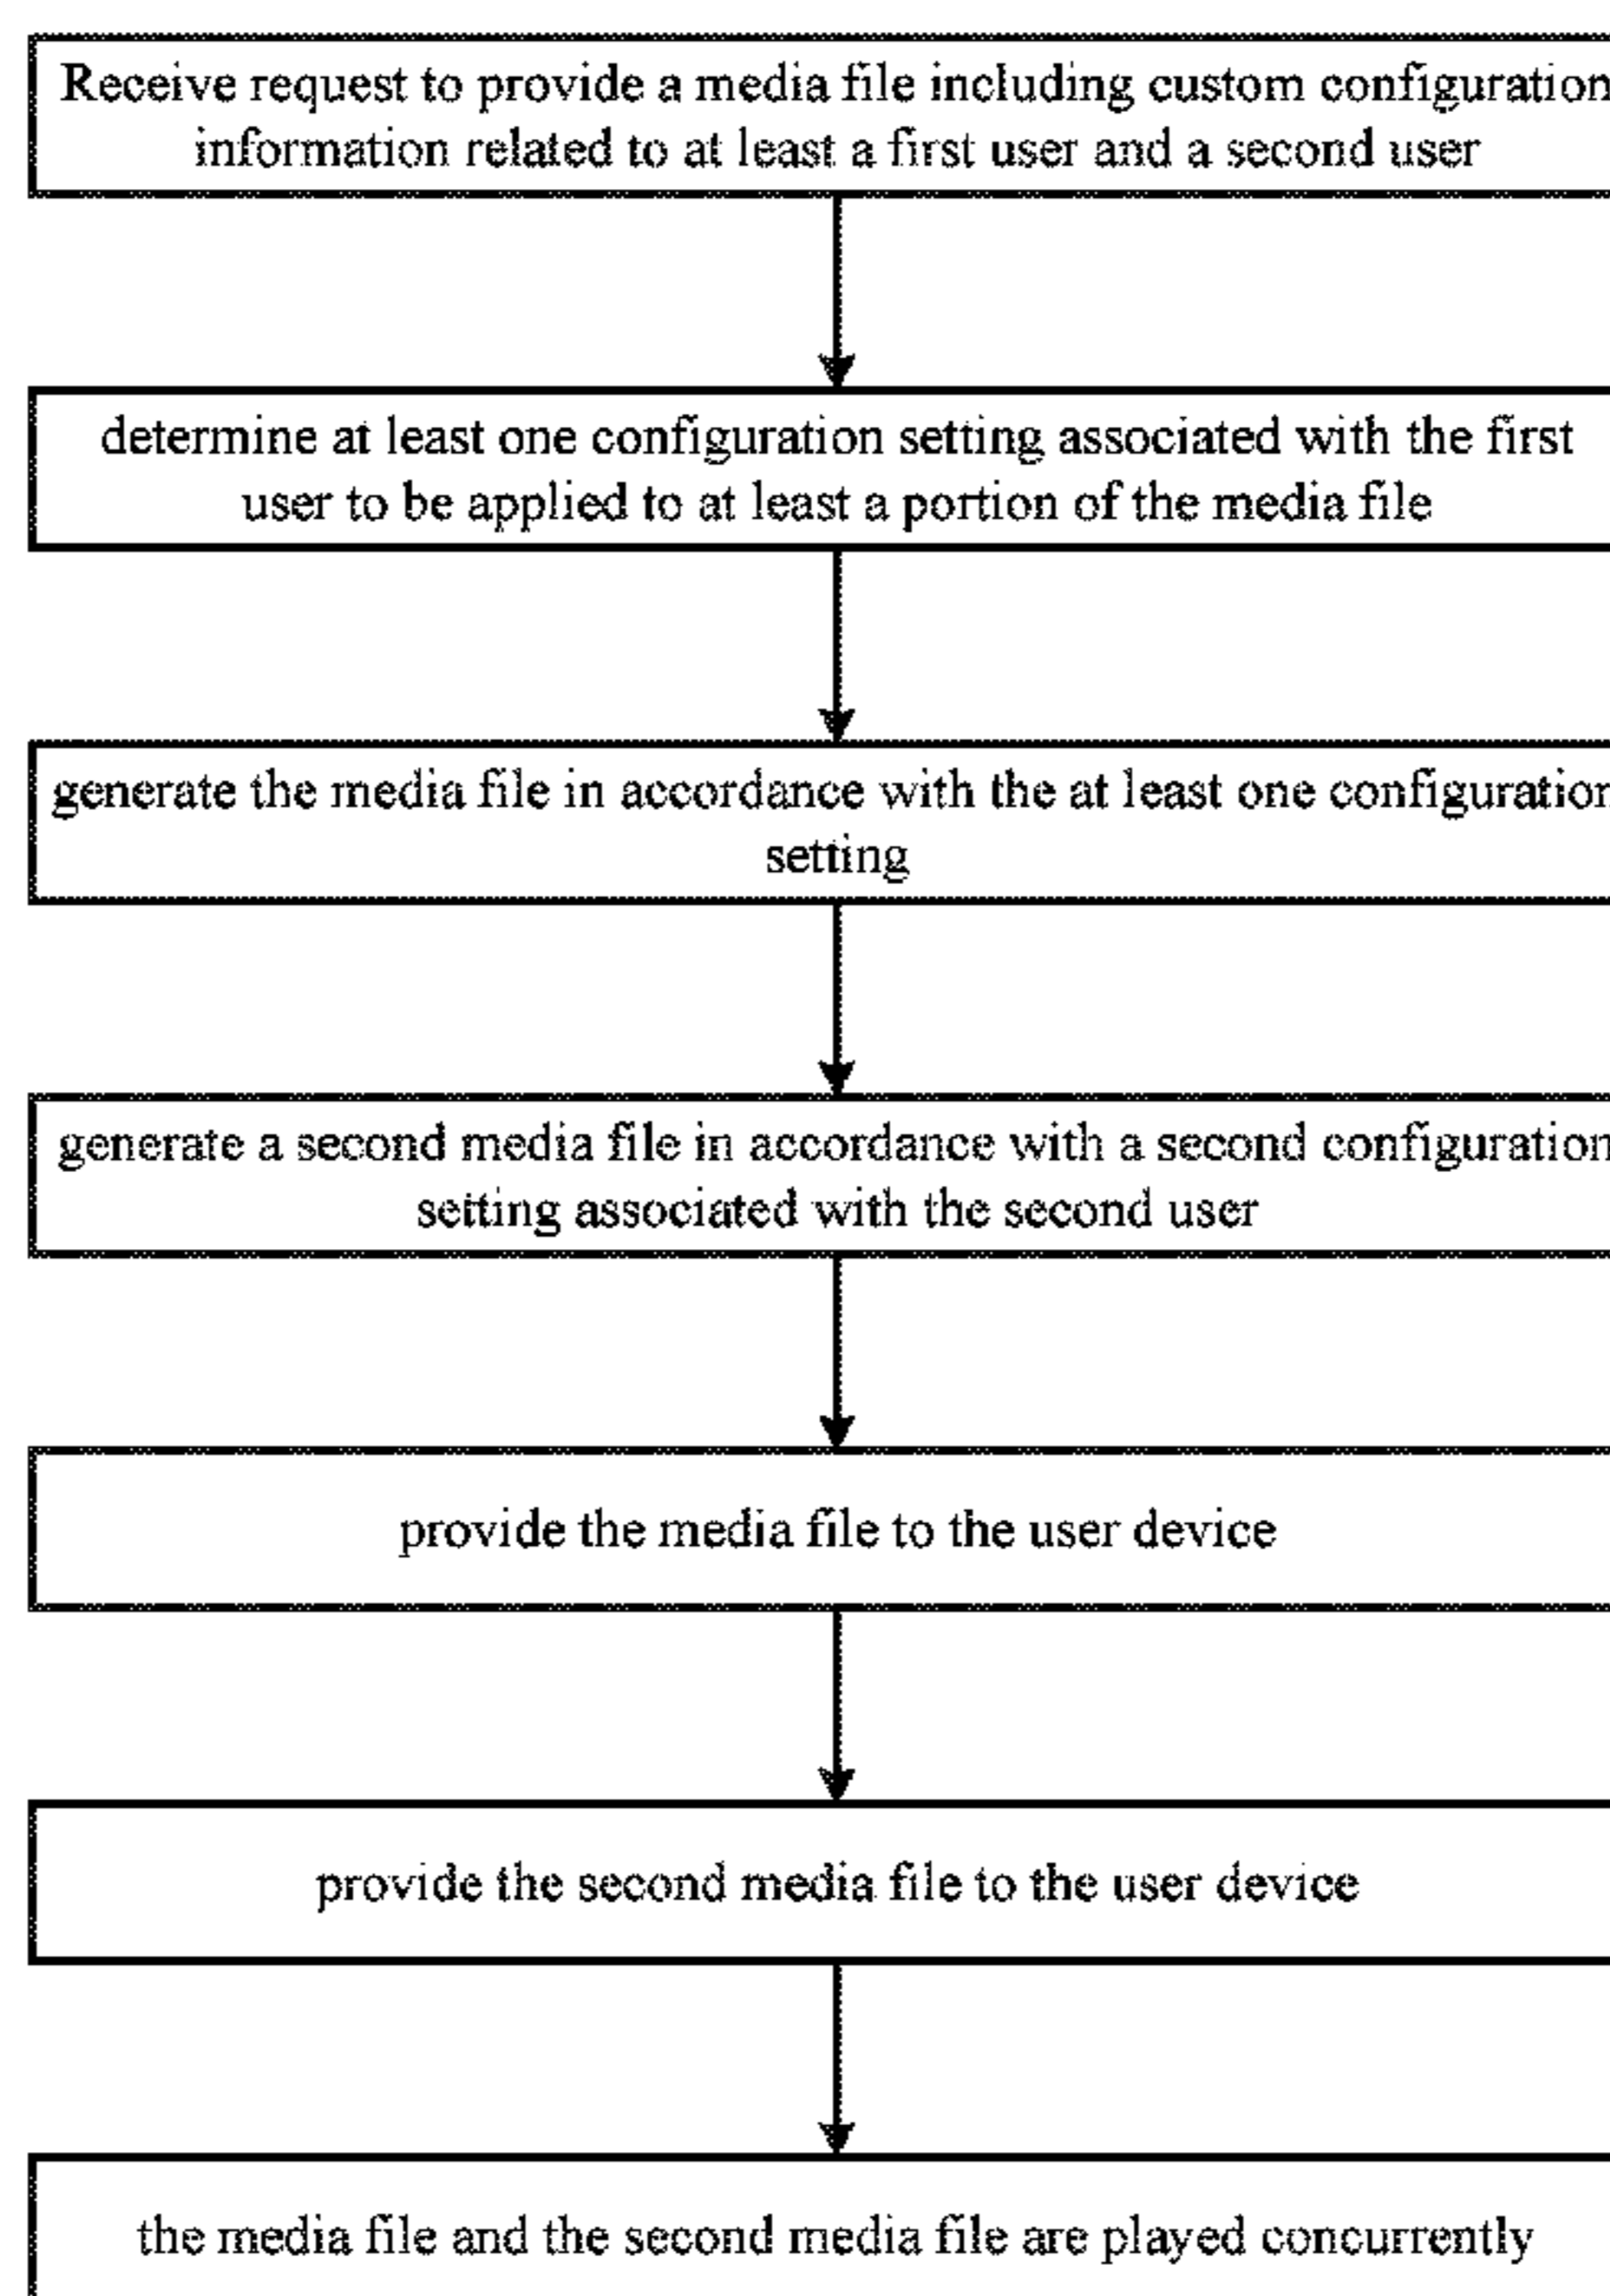 Receive request to provide a media file including custom configuration
information related to at least a first user and a second user
determine at least one configuration setting associated with the first
user to be applied to at least a portion of the media file
generate the media file in accordance with the at least one configuration
setting
generate a second media file in accordance with a second configuration
setting associated with the second user
provide the media file to the user device
provide the second media file to the user device
the media file and the second media file are played concurrently